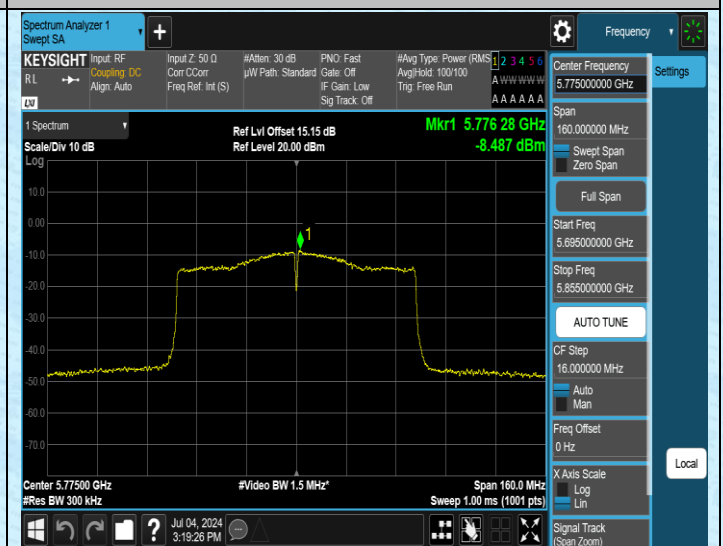 Spectrum Analyzer 1
Swept SA
Frequency
KEYSIGHT
RL
LXI
Input: RF
Coupling: DC
Align: Auto
Input Z: 50 Ω
Corr CCorr
Freq Ref: Int (S)
#Atten: 30 dB
µW Path: Standard
PNO: Fast
Gate: Off
IF Gain: Low
Sig Track: Off
#Avg Type: Power (RMS
Avg|Hold: 100/100
Trig: Free Run
1 2 3 4 5 6
A W W W W W
A A A A A A
1 Spectrum
Scale/Div 10 dB
Log
Ref Lvl Offset 15.15 dB
Ref Level 20.00 dBm
Mkr1 5.776 28 GHz
-8.487 dBm
10.0
0.00
-10.0
-20.0
-30.0
-40.0
-50.0
-60.0
-70.0
1
Center 5.77500 GHz
#Res BW 300 kHz
#Video BW 1.5 MHz*
Span 160.0 MHz
Sweep 1.00 ms (1001 pts)
?
Jul 04, 2024
3:19:26 PM
Center Frequency
5.775000000 GHz
Span
160.000000 MHz
Swept Span
Zero Span
Full Span
Start Freq
5.695000000 GHz
Stop Freq
5.855000000 GHz
AUTO TUNE
CF Step
16.000000 MHz
Auto
Man
Freq Offset
0 Hz
X Axis Scale
Log
Lin
Signal Track
(Span Zoom)
Settings
Local